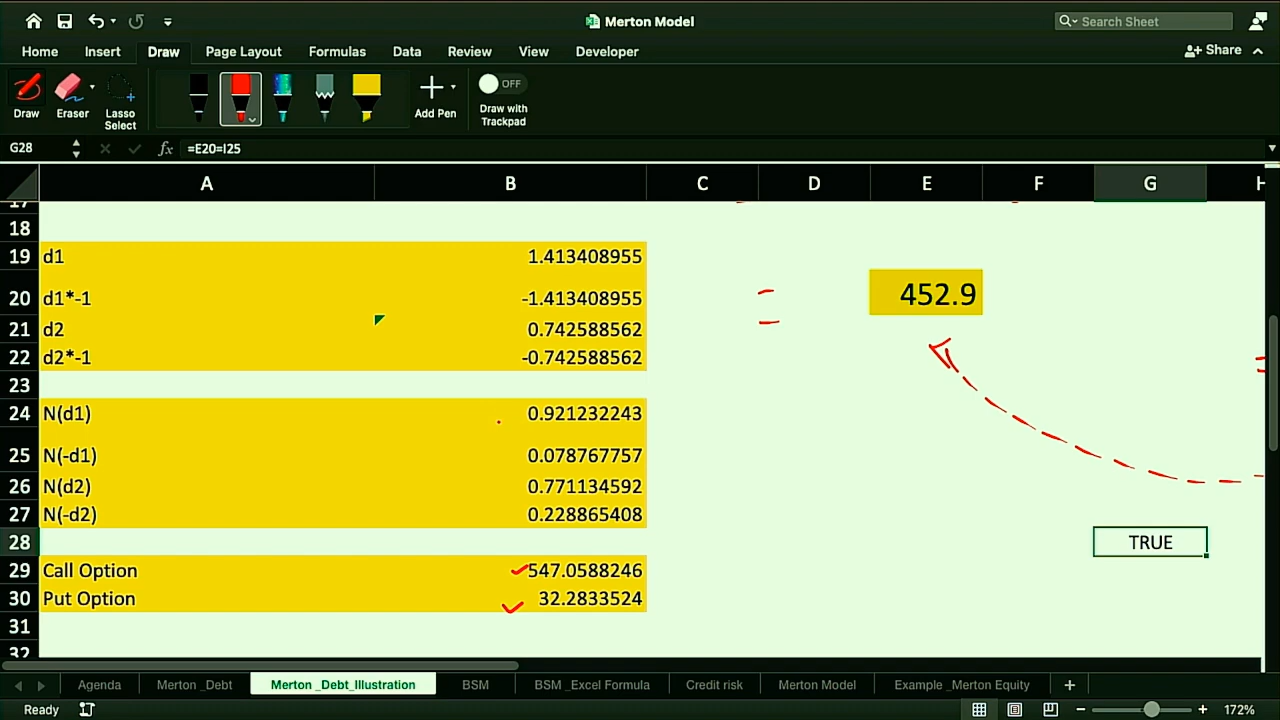 Merton Model
Search Sheet
Home Insert Draw Page Layout Formulas Data Review View Developer
Share
Draw Eraser Lasso Select Add Pen OFF Draw with Trackpad
G28 fx =E20=I25
A B C D E F G H
17
18
19 d1 1.413408955
20 d1*-1 -1.413408955 452.9
21 d2 0.742588562
22 d2*-1 -0.742588562
23
24 N(d1) 0.921232243
25 N(-d1) 0.078767757
26 N(d2) 0.771134592
27 N(-d2) 0.228865408
28 TRUE
29 Call Option 547.0588246
30 Put Option 32.2833524
31
32
Agenda Merton _Debt Merton _Debt_Illustration BSM BSM _Excel Formula Credit risk Merton Model Example _Merton Equity
Ready 172%